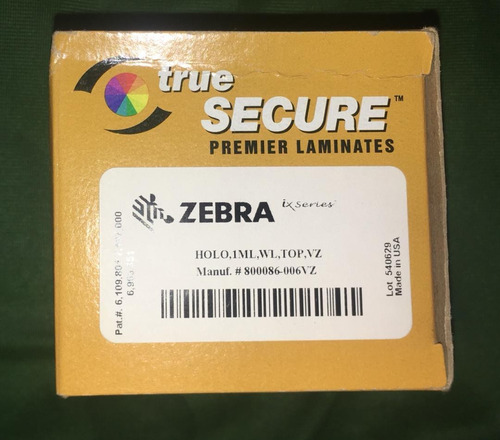 true
SECURE™
PREMIER LAMINATES
ZEBRA ix series
HOLO,1ML,WL,TOP,VZ
Manuf. # 800086-006VZ
Pat.#. 6,109,
Lot 540629
Made in USA